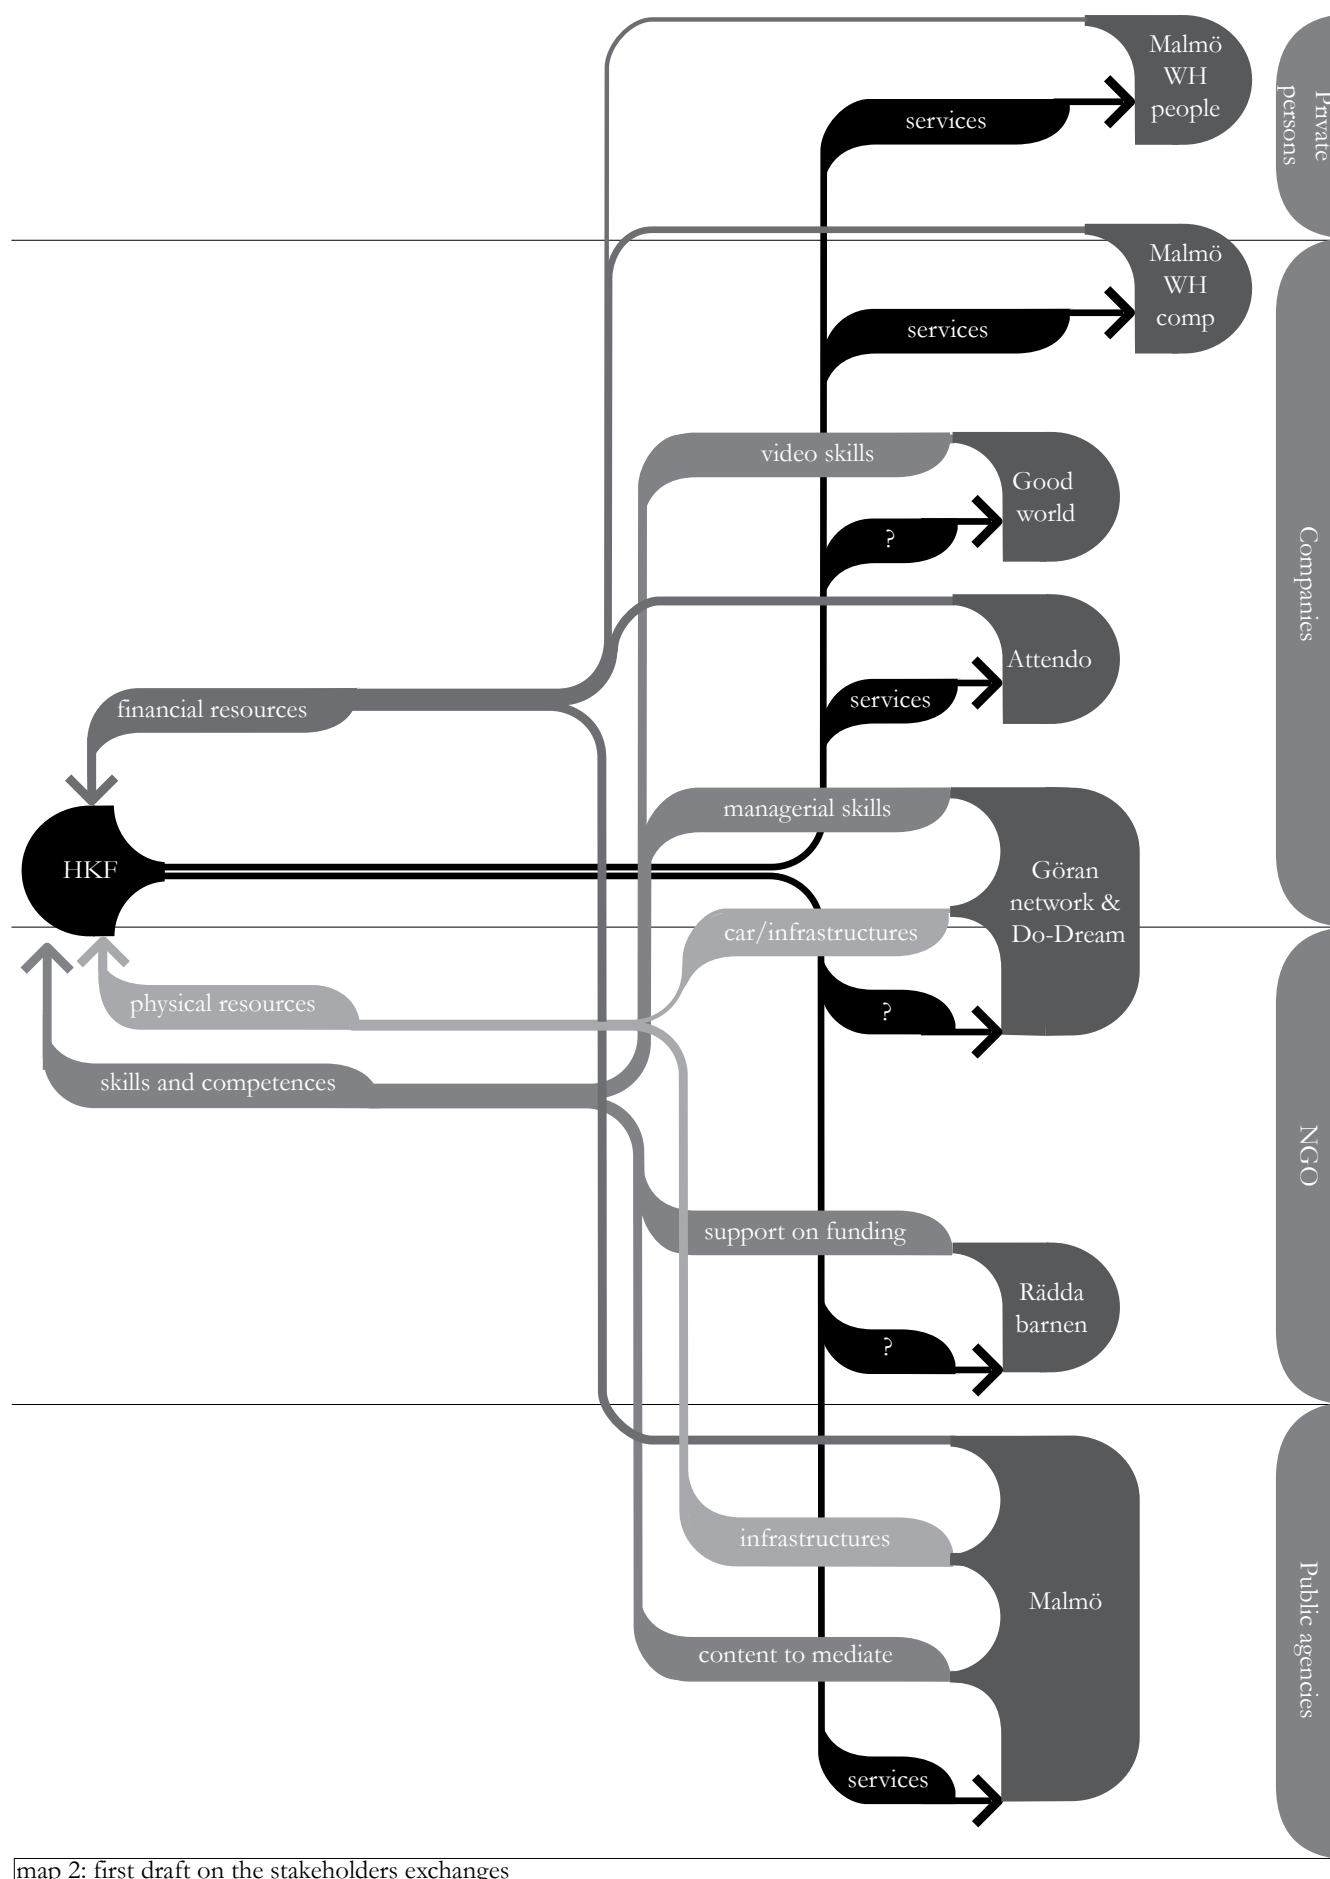 Malmö
WH
people
services
Private
persons
Malmö
WH
comp
services
video skills
Good
world
?
Companies
Attendo
services
financial resources
managerial skills
HKF
Göran
network &
Do-Dream
car/infrastructures
physical resources
?
skills and competences
NGO
support on funding
Rädda
barnen
?
infrastructures
Malmö
Public agencies
content to mediate
services
map 2: first draft on the stakeholders exchanges